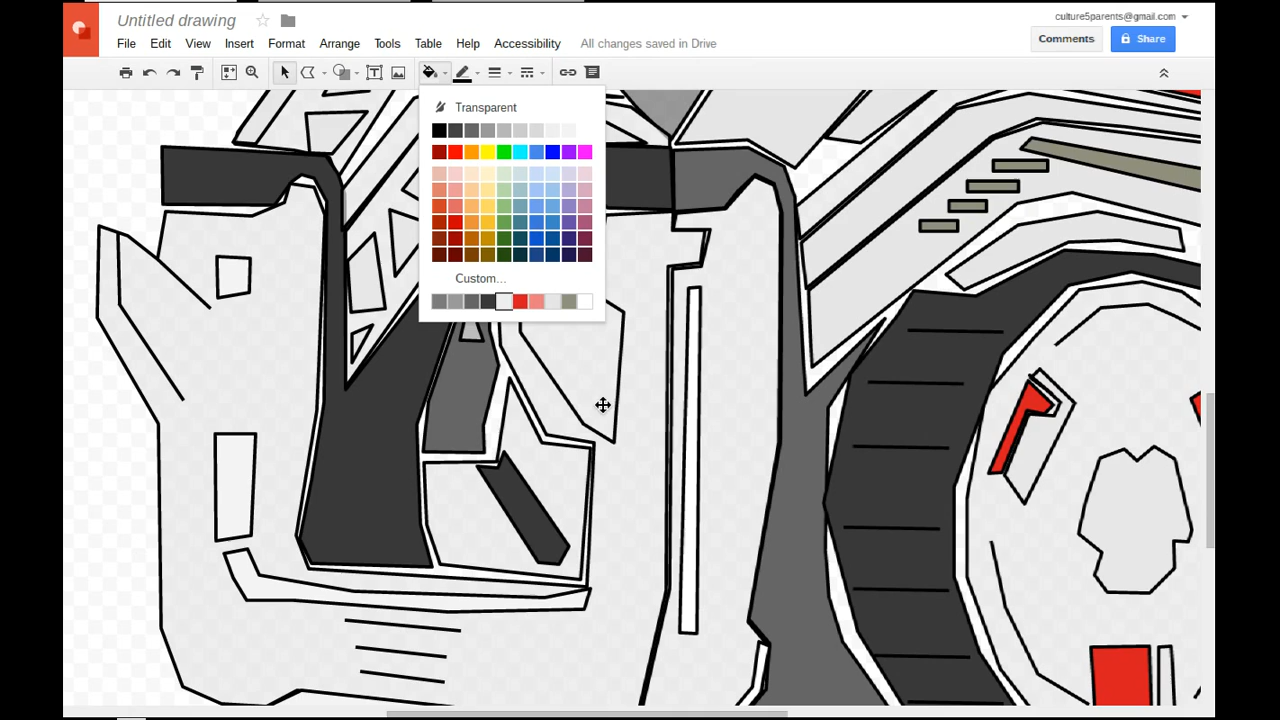 Untitled drawing
culture5parents@gmail.com
File Edit View Insert Format Arrange Tools Table Help Accessibility All changes saved in Drive
Comments Share
Transparent
Custom...